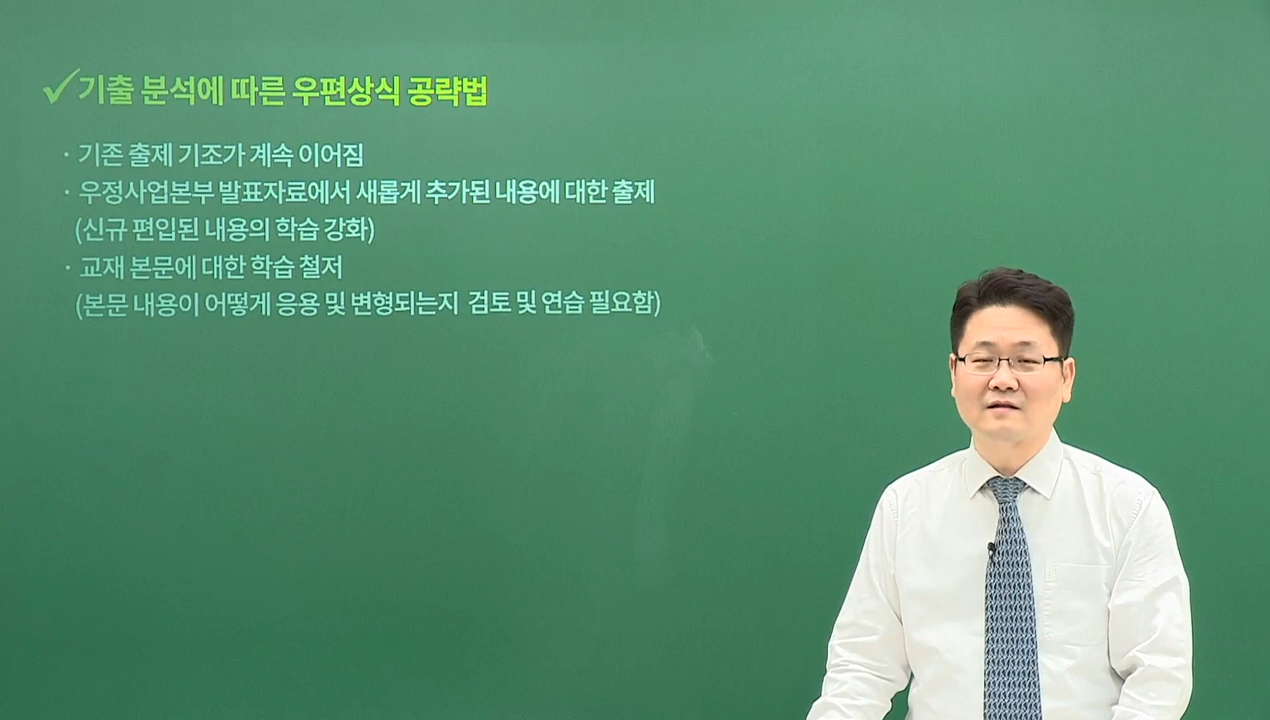 ✓기출 분석에 따른 우편상식 공략법
· 기존 출제 기조가 계속 이어짐
· 우정사업본부 발표자료에서 새롭게 추가된 내용에 대한 출제
(신규 편입된 내용의 학습 강화)
· 교재 본문에 대한 학습 철저
(본문 내용이 어떻게 응용 및 변형되는지 검토 및 연습 필요함)